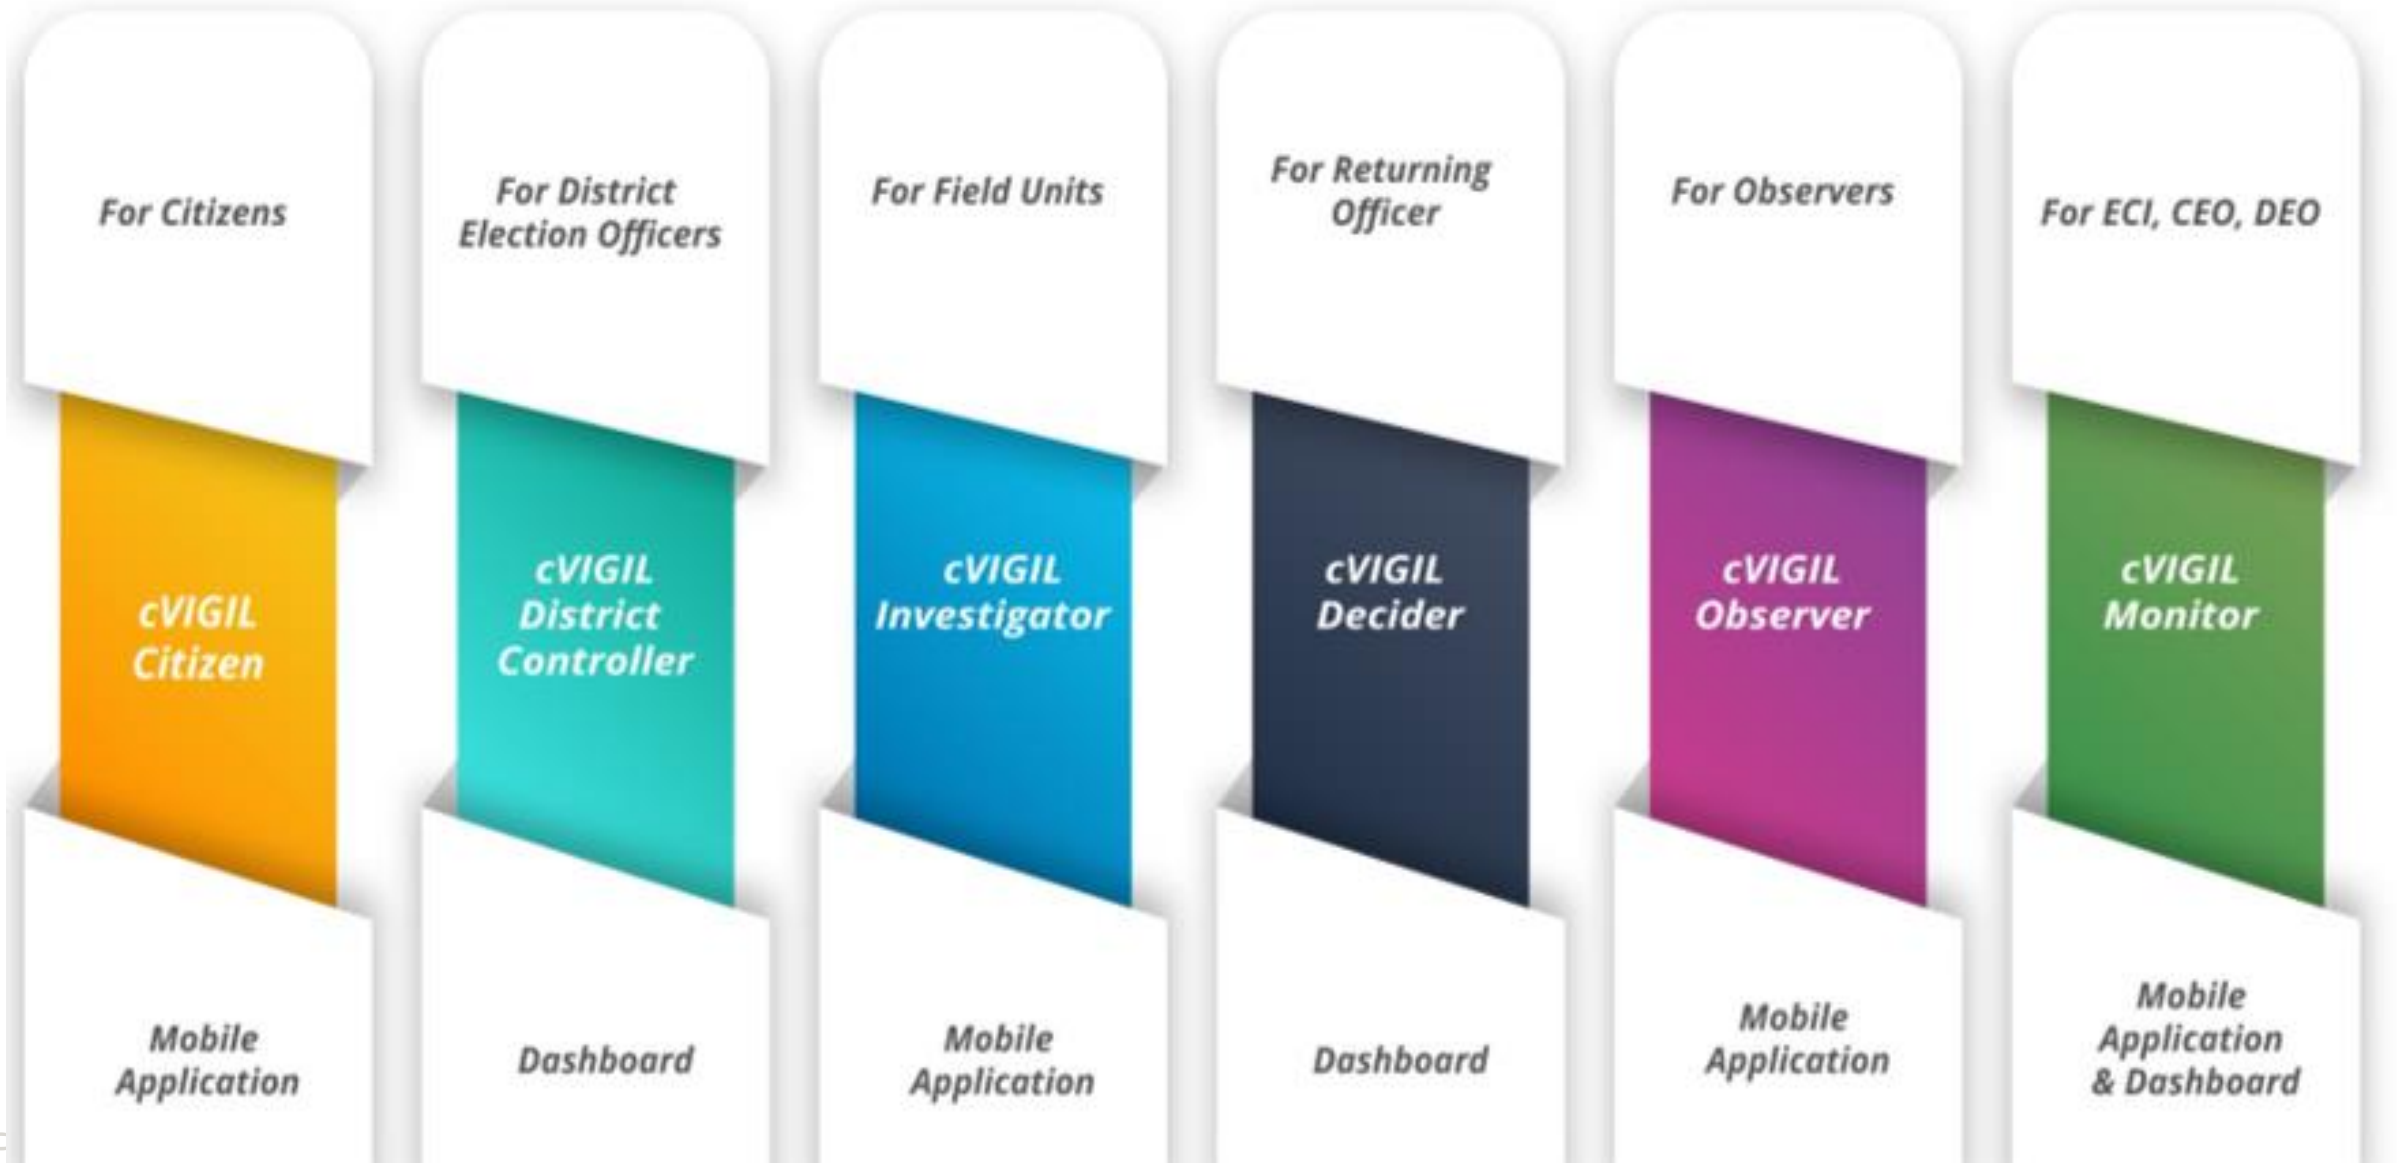 For Citizens
cVIGIL
Citizen
Mobile
Application
For District
Election Officers
cVIGIL
District
Controller
Dashboard
For Field Units
cVIGIL
Investigator
Mobile
Application
For Returning
Officer
cVIGIL
Decider
Dashboard
For Observers
cVIGIL
Observer
Mobile
Application
For ECI, CEO, DEO
cVIGIL
Monitor
Mobile
Application
& Dashboard